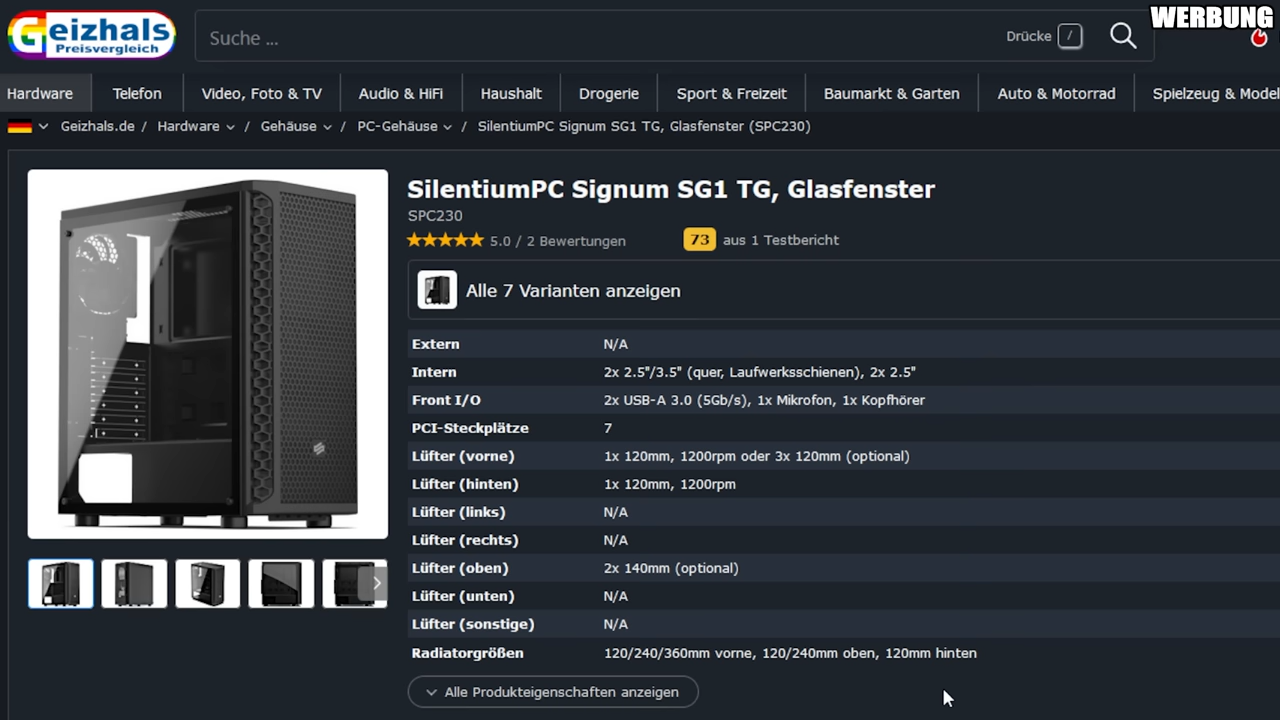 Geizhals
Preisvergleich
Suche ...
Drücke /
WERBUNG
Hardware
Telefon
Video, Foto & TV
Audio & HiFi
Haushalt
Drogerie
Sport & Freizeit
Baumarkt & Garten
Auto & Motorrad
Spielzeug & Model
Geizhals.de / Hardware / Gehäuse / PC-Gehäuse / SilentiumPC Signum SG1 TG, Glasfenster (SPC230)
SilentiumPC Signum SG1 TG, Glasfenster
SPC230
5.0 / 2 Bewertungen
73 aus 1 Testbericht
Alle 7 Varianten anzeigen
Extern N/A
Intern 2x 2.5"/3.5" (quer, Laufwerksschienen), 2x 2.5"
Front I/O 2x USB-A 3.0 (5Gb/s), 1x Mikrofon, 1x Kopfhörer
PCI-Steckplätze 7
Lüfter (vorne) 1x 120mm, 1200rpm oder 3x 120mm (optional)
Lüfter (hinten) 1x 120mm, 1200rpm
Lüfter (links) N/A
Lüfter (rechts) N/A
Lüfter (oben) 2x 140mm (optional)
Lüfter (unten) N/A
Lüfter (sonstige) N/A
Radiatorgrößen 120/240/360mm vorne, 120/240mm oben, 120mm hinten
Alle Produkteigenschaften anzeigen